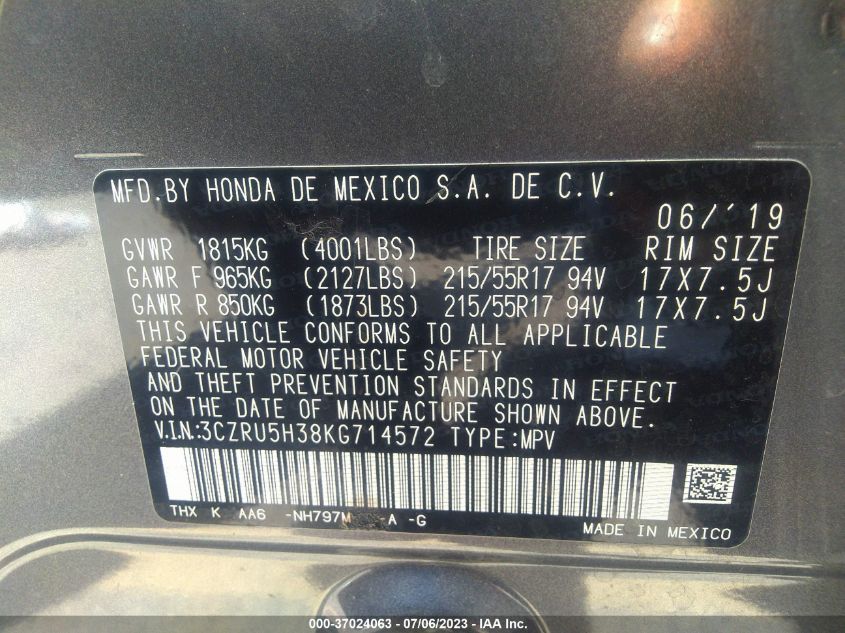 MFD.BY HONDA DE MEXICO S.A. DE C.V.
06/'19
GVWR 1815KG (4001LBS) TIRE SIZE RIM SIZE
GAWR F 965KG (2127LBS) 215/55R17 94V 17X7.5J
GAWR R 850KG (1873LBS) 215/55R17 94V 17X7.5J
THIS VEHICLE CONFORMS TO ALL APPLICABLE
FEDERAL MOTOR VEHICLE SAFETY
AND THEFT PREVENTION STANDARDS IN EFFECT
ON THE DATE OF MANUFACTURE SHOWN ABOVE.
V.I.N.:3CZRU5H38KG714572 TYPE:MPV
THX K AA6 -NH797M A -G
MADE IN MEXICO
000-37024063 - 07/06/2023 - IAA Inc.